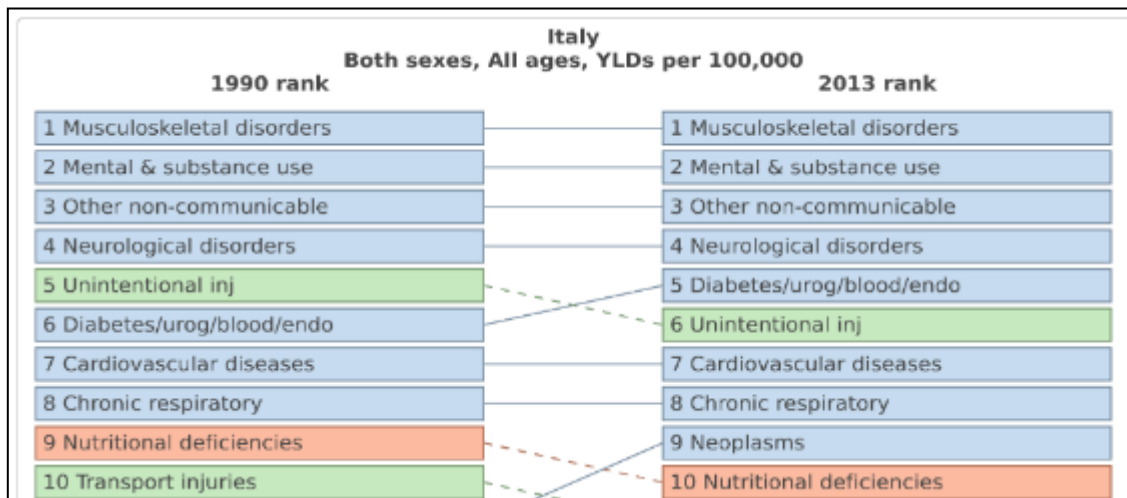 Italy
Both sexes, All ages, YLDs per 100,000
1990 rank
2013 rank
1 Musculoskeletal disorders
1 Musculoskeletal disorders
2 Mental & substance use
2 Mental & substance use
3 Other non-communicable
3 Other non-communicable
4 Neurological disorders
4 Neurological disorders
5 Unintentional inj
5 Diabetes/urog/blood/endo
6 Diabetes/urog/blood/endo
6 Unintentional inj
7 Cardiovascular diseases
7 Cardiovascular diseases
8 Chronic respiratory
8 Chronic respiratory
9 Nutritional deficiencies
9 Neoplasms
10 Transport injuries
10 Nutritional deficiencies